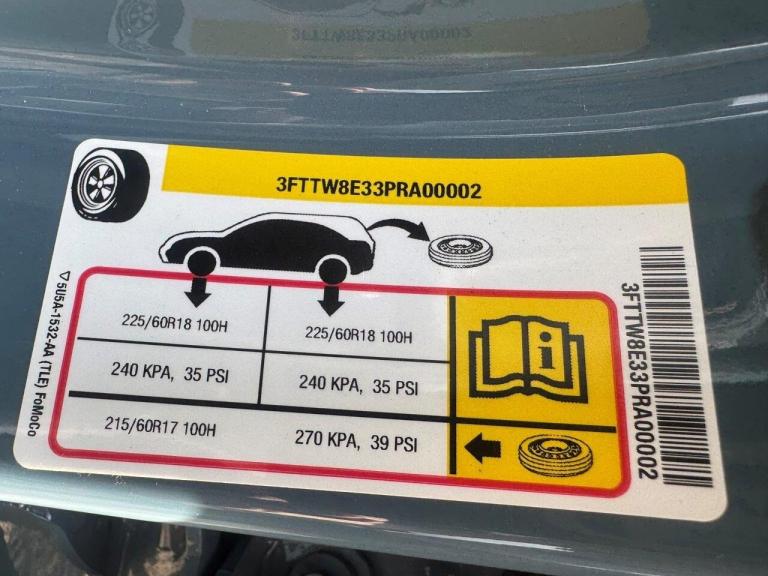 3FTTW8E33PRA00002
3FTTW8E33PRA00002
225/60R18 100H
225/60R18 100H
240 KPA, 35 PSI
240 KPA, 35 PSI
215/60R17 100H
270 KPA, 39 PSI
i
3FTTW8E33PRA00002
5U5A-1532-AA (TLE) FoMoCo